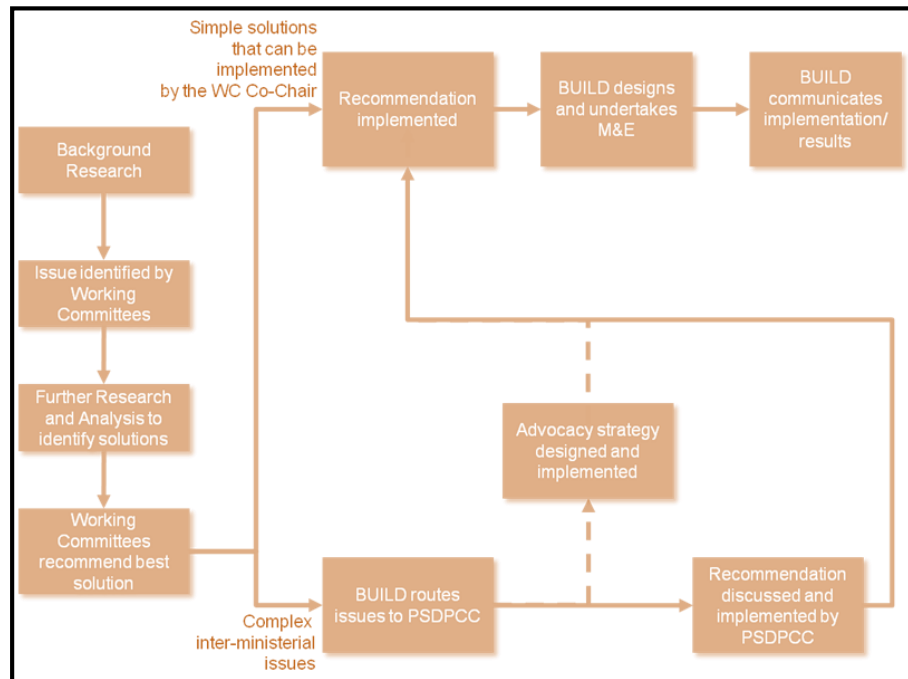 Simple solutions
that can be
implemented
by the WC Co-Chair
Recommendation
implemented
BUILD designs
and undertakes
M&E
BUILD
communicates
implementation/
results
Background
Research
Issue identified by
Working
Committees
Further Research
and Analysis to
identify solutions
Advocacy strategy
designed and
implemented
Working
Committees
recommend best
solution
BUILD routes
issues to PSDPCC
Recommendation
discussed and
implemented by
PSDPCC
Complex
inter-ministerial
issues